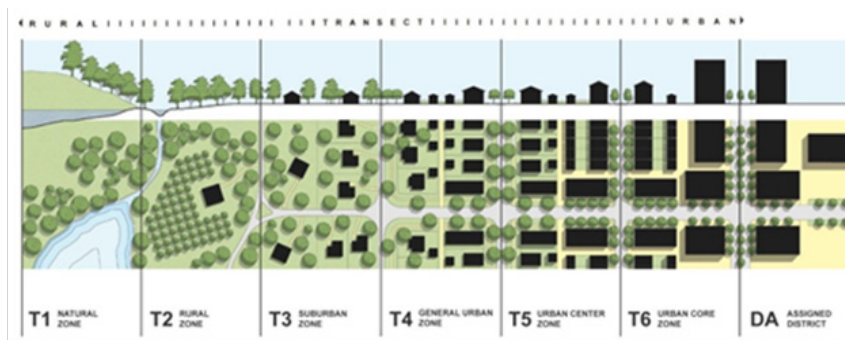 RURAL TRANSECT URBAN
T1 NATURAL
ZONE
T2 RURAL
ZONE
T3 SUBURBAN
ZONE
T4 GENERAL URBAN
ZONE
T5 URBAN CENTER
ZONE
T6 URBAN CORE
ZONE
DA ASSIGNED
DISTRICT